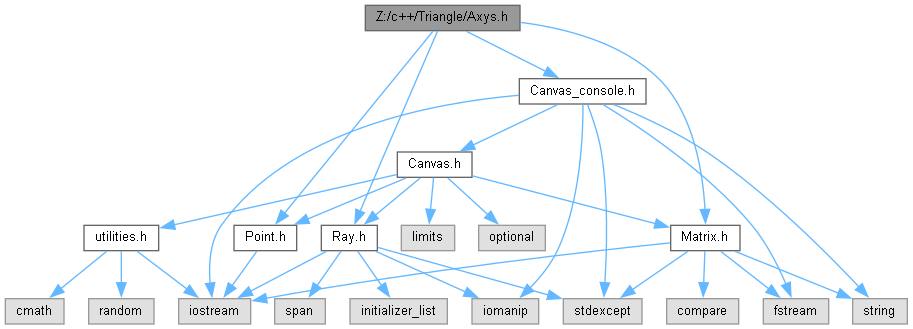 Z:/c++/Triangle/Axys.h
Canvas_console.h
Canvas.h
utilities.h
Point.h
Ray.h
limits
optional
Matrix.h
cmath
random
iostream
span
initializer_list
iomanip
stdexcept
compare
fstream
string